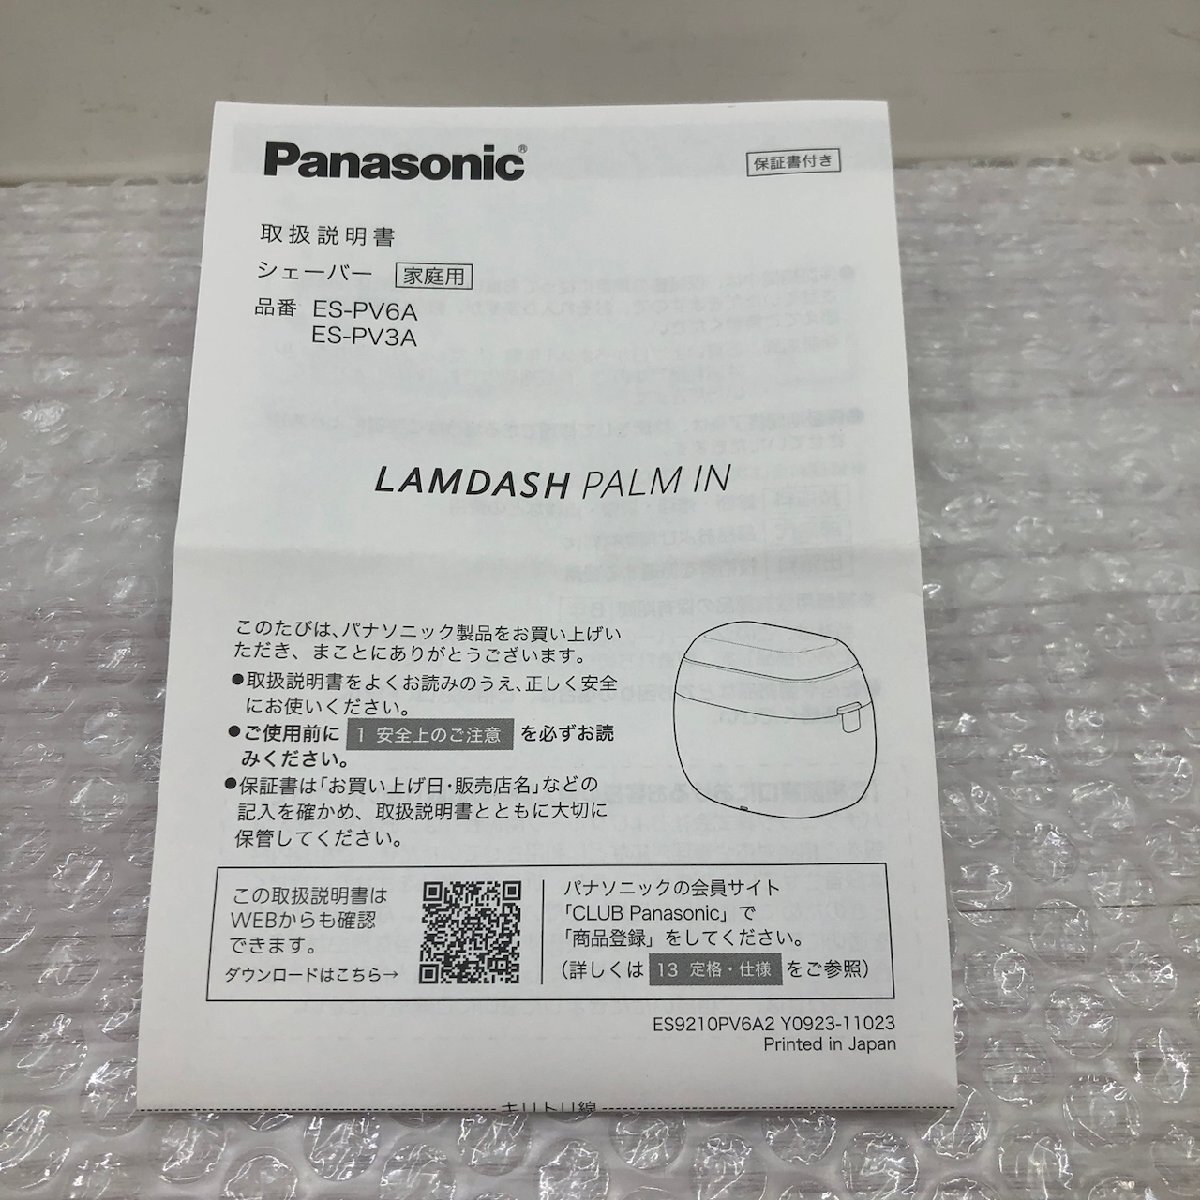 Panasonic®
保証書付き
取扱説明書
シェーバー 家庭用
品番 ES-PV6A
ES-PV3A
LAMDASH PALM IN
このたびは、パナソニック製品をお買い上げい
ただき、まことにありがとうございます。
●取扱説明書をよくお読みのうえ、正しく安全
にお使いください。
●ご使用前に 1 安全上のご注意 を必ずお読
みください。
●保証書は「お買い上げ日・販売店名」などの
記入を確かめ、取扱説明書とともに大切に
保管してください。
この取扱説明書は
WEBからも確認
できます。
ダウンロードはこちら→
パナソニックの会員サイト
「CLUB Panasonic」で
「商品登録」をしてください。
(詳しくは 13 定格・仕様 をご参照)
ES9210PV6A2 Y0923-11023
Printed in Japan
キリトリ線